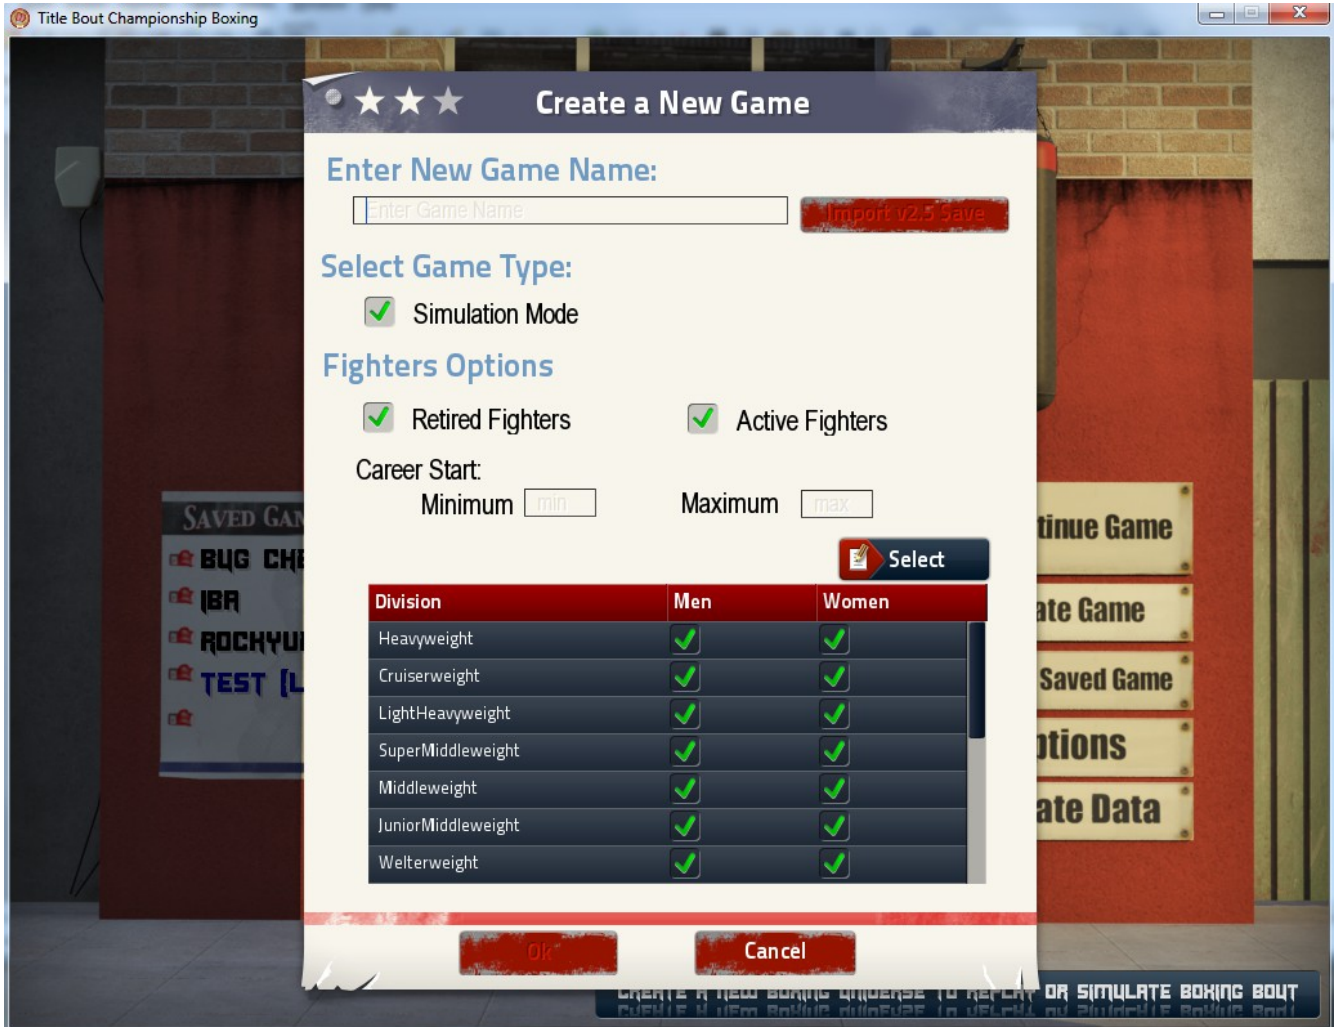 Title Bout Championship Boxing
Create a New Game
Enter New Game Name:
Enter Game Name
Import v2.5 Save
Select Game Type:
Simulation Mode
Fighters Options
Retired Fighters
Active Fighters
Career Start:
Minimum min Maximum max
Select
Division Men Women
Heavyweight
Cruiserweight
LightHeavyweight
SuperMiddleweight
Middleweight
JuniorMiddleweight
Welterweight
Ok
Cancel
SAVED GAM
BUG CHE
IBA
ROCKYU
TEST (L
tinue Game
ate Game
Saved Game
ptions
ate Data
CREATE A NEW BOXING UNIVERSE TO REPLAY OR SIMULATE BOXING BOUT